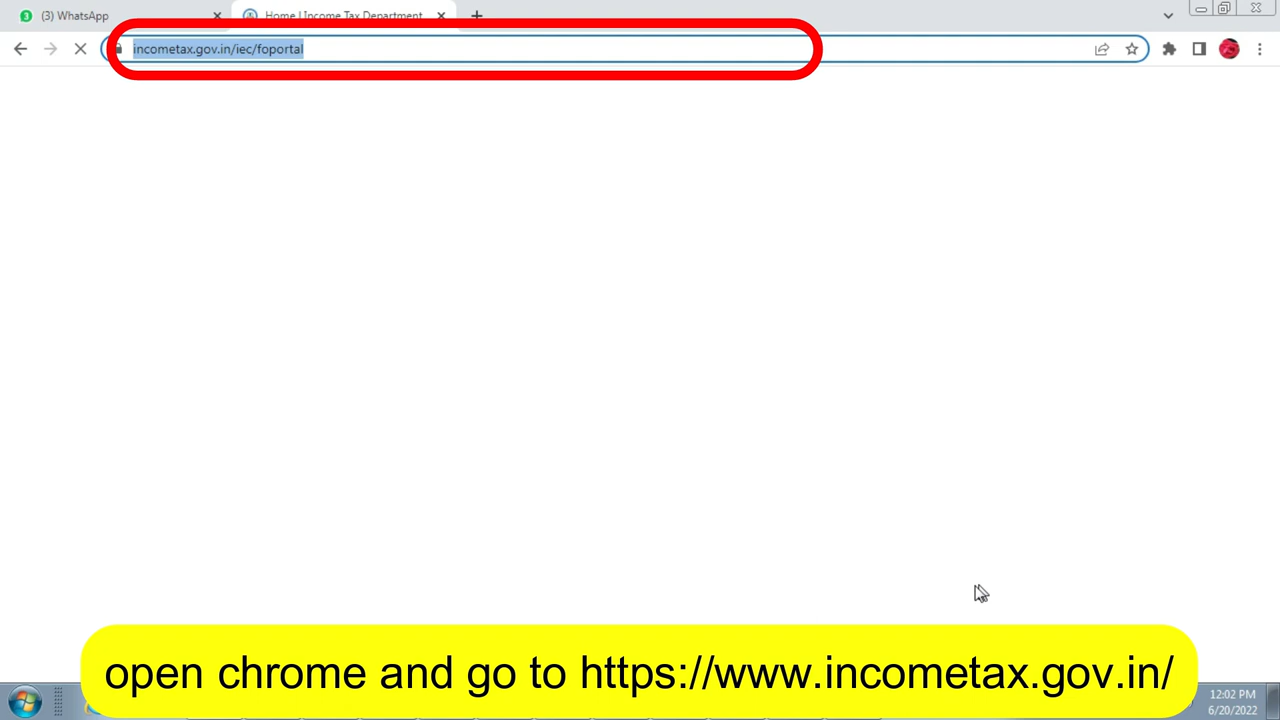 (3) WhatsApp
Home | Income Tax Department
incometax.gov.in/iec/foportal
open chrome and go to https://www.incometax.gov.in/
12:02 PM
6/20/2022